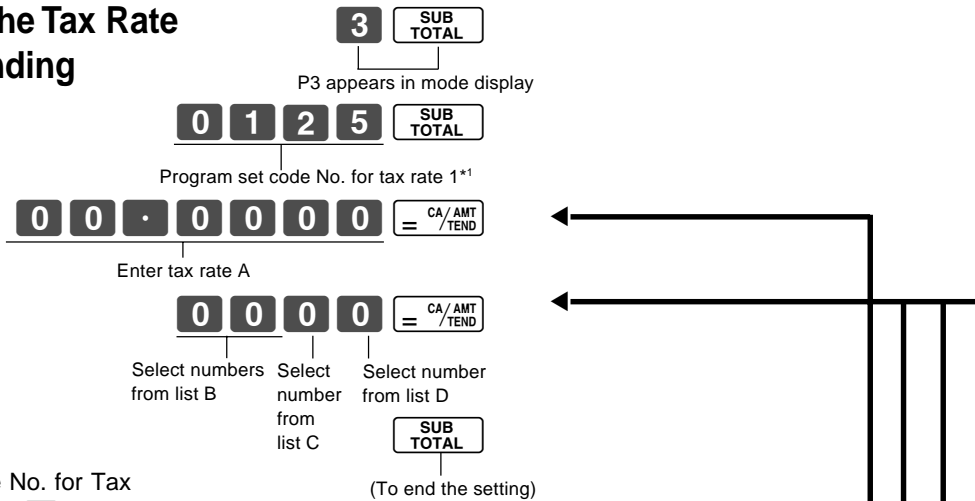 he Tax Rate
nding
3 SUB TOTAL
P3 appears in mode display
0 1 2 5 SUB TOTAL
Program set code No. for tax rate 1*1
0 0 · 0 0 0 0 = CA/AMT/TEND
Enter tax rate A
0 0 0 0 = CA/AMT/TEND
Select numbers from list B
Select number from list C
Select number from list D
SUB TOTAL
(To end the setting)
e No. for Tax